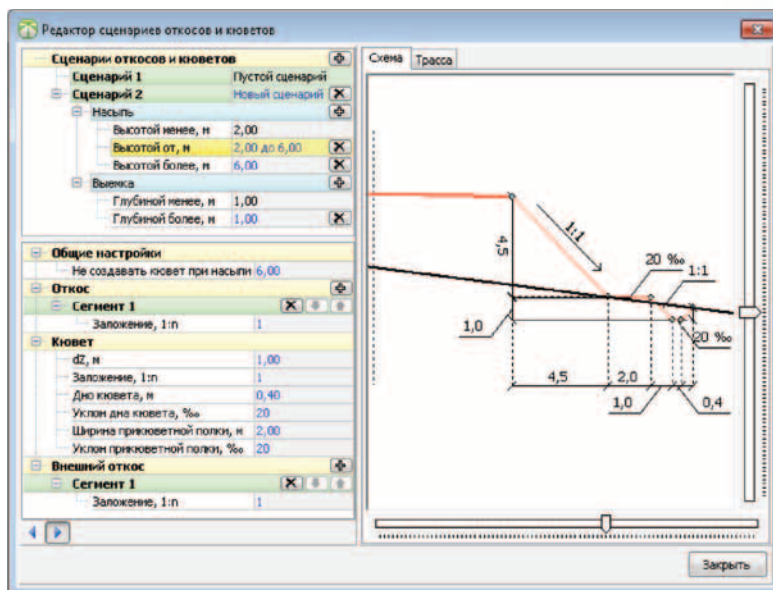 Редактор сценариев откосов и кюветов
Сценарии откосов и кюветов
Сценарий 1 Пустой сценарий
Сценарий 2 Новый сценарий
Насыпь
Высотой менее, м 2,00
Высотой от, м 2,00 до 6,00
Высотой более, м 6,00
Выемка
Глубиной менее, м 1,00
Глубиной более, м 1,00
Общие настройки
Не создавать кювет при насыпи 6,00
Откос
Сегмент 1
Заложение, 1:n 1
Кювет
dZ, м 1,00
Заложение, 1:n 1
Дно кювета, м 0,40
Уклон дна кювета, ‰ 20
Ширина прикюветной полки, м 2,00
Уклон прикюветной полки, ‰ 20
Внешний откос
Сегмент 1
Заложение, 1:n 1
Схема Трасса
1:1
4,5
20 ‰
1:1
1,0
20 ‰
4,5 2,0
1,0 0,4
Закрыть